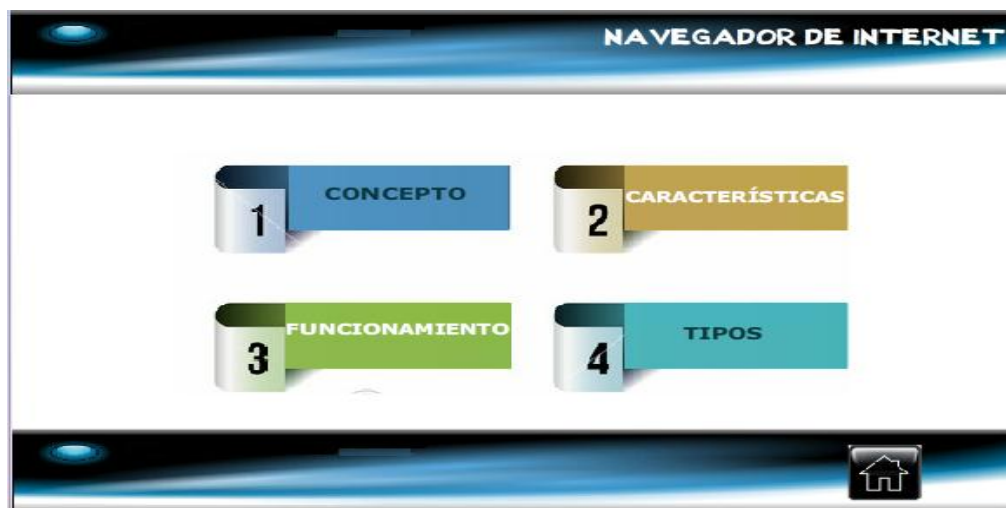 NAVEGADOR DE INTERNET
1 CONCEPTO
2 CARACTERÍSTICAS
3 FUNCIONAMIENTO
4 TIPOS